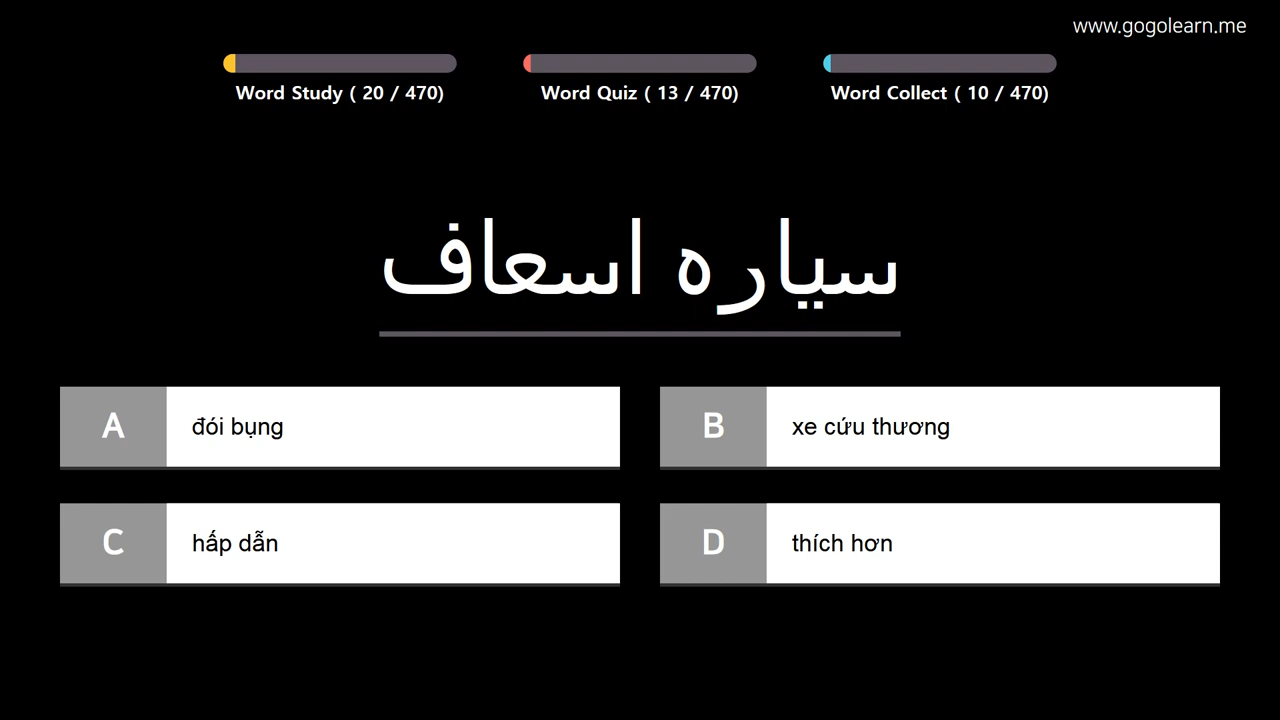 www.gogolearn.me
Word Study ( 20 / 470)
Word Quiz ( 13 / 470)
Word Collect ( 10 / 470)
سياره اسعاف
A đói bụng
B xe cứu thương
C hấp dẫn
D thích hơn